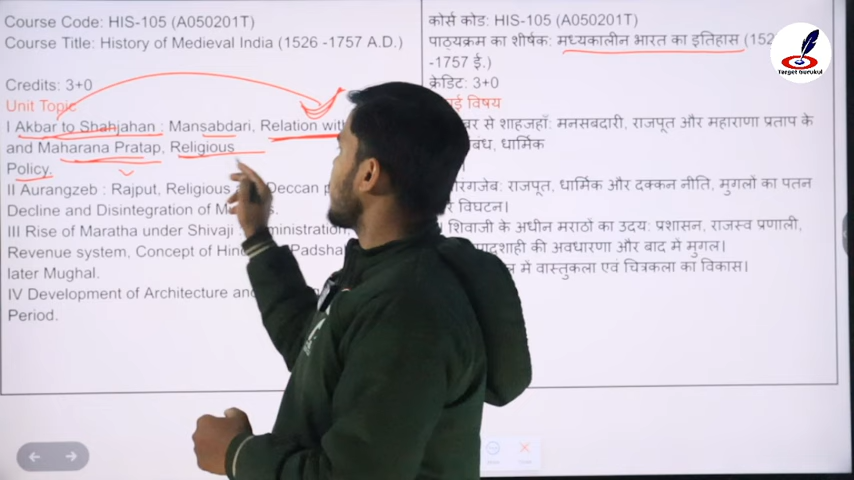 Course Code: HIS-105 (A050201T)
Course Title: History of Medieval India (1526 -1757 A.D.)
Credits: 3+0
Unit Topic
I Akbar to Shahjahan : Mansabdari, Relation with
and Maharana Pratap, Religious
Policy.
II Aurangzeb : Rajput, Religious Deccan
Decline and Disintegration of
III Rise of Maratha under Shivaji Administration,
Revenue system, Concept of Padshahi
later Mughal.
IV Development of Architecture and
Period.
कोर्स कोड: HIS-105 (A050201T)
पाठ्यक्रम का शीर्षक: मध्यकालीन भारत का इतिहास
-1757 ई.)
क्रेडिट: 3+0
विषय
से शाहजहाँ: मनसबदारी, राजपूत और महाराणा प्रताप के
धार्मिक
राजपूत, धार्मिक और दक्कन नीति, मुगलों का पतन
विघटन।
शिवाजी के अधीन मराठों का उदय: प्रशासन, राजस्व प्रणाली,
की अवधारणा और बाद में मुगल।
में वास्तुकला एवं चित्रकला का विकास।
Target Gurukul